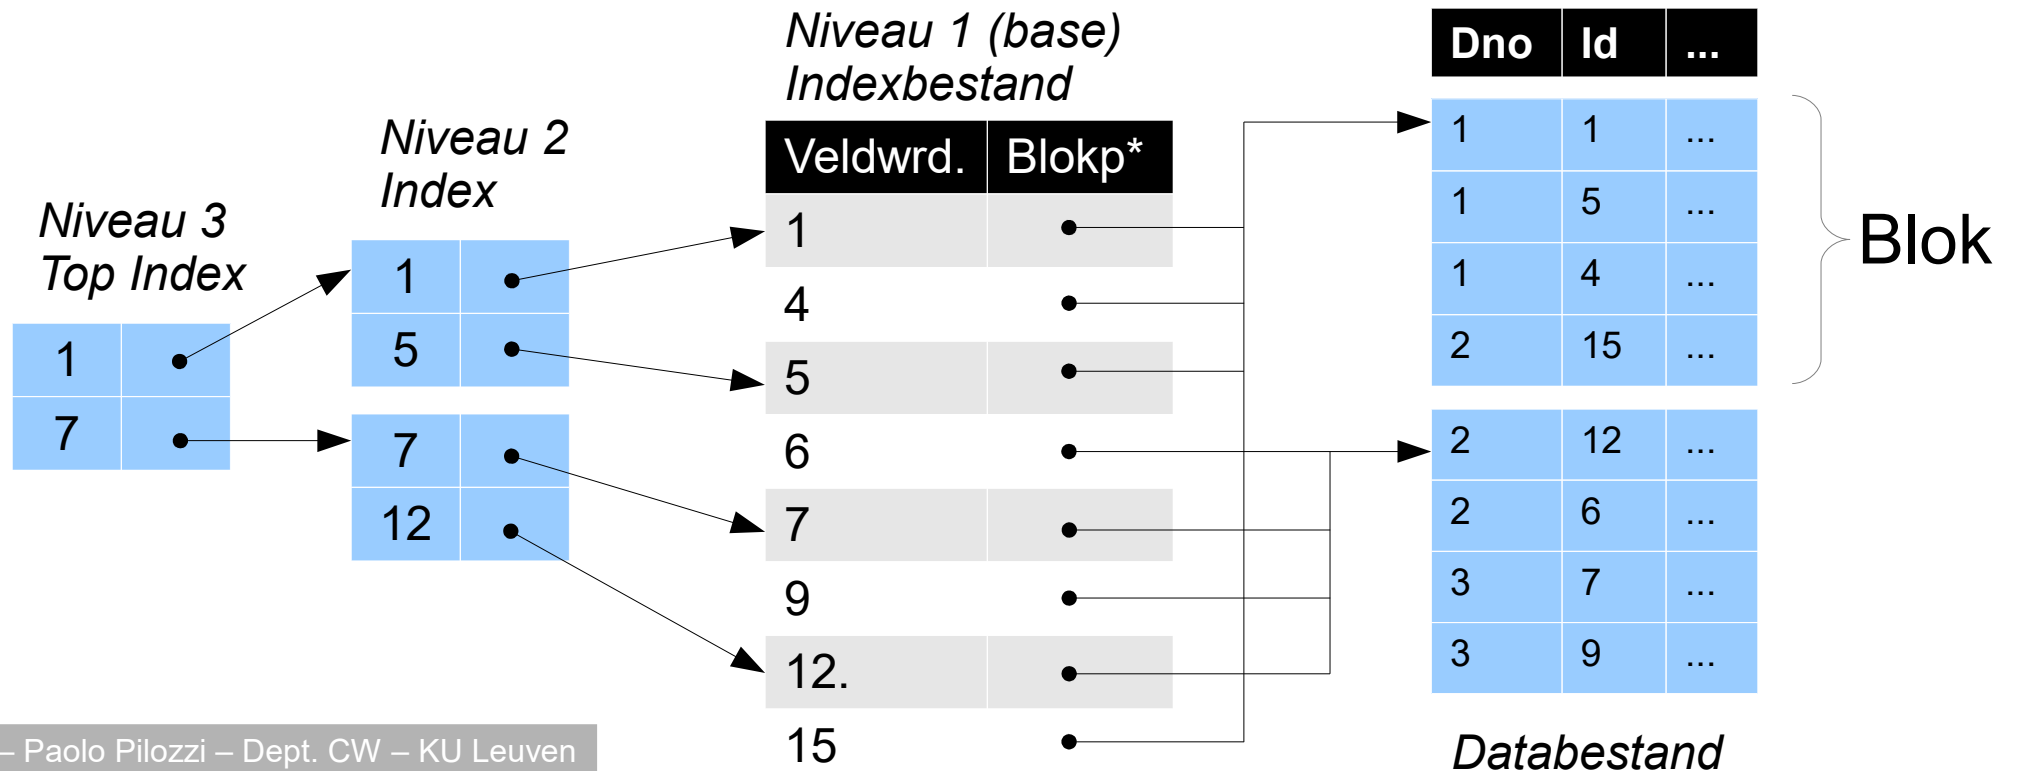 Niveau 3
Top Index
1
7
Niveau 2
Index
1
5
7
12
Niveau 1 (base)
Indexbestand
Veldwrd. Blokp*
1
4
5
6
7
9
12.
15
Dno Id ...
1 1 ...
1 5 ...
1 4 ...
2 15 ...
2 12 ...
2 6 ...
3 7 ...
3 9 ...
Blok
Databestand
– Paolo Pilozzi – Dept. CW – KU Leuven